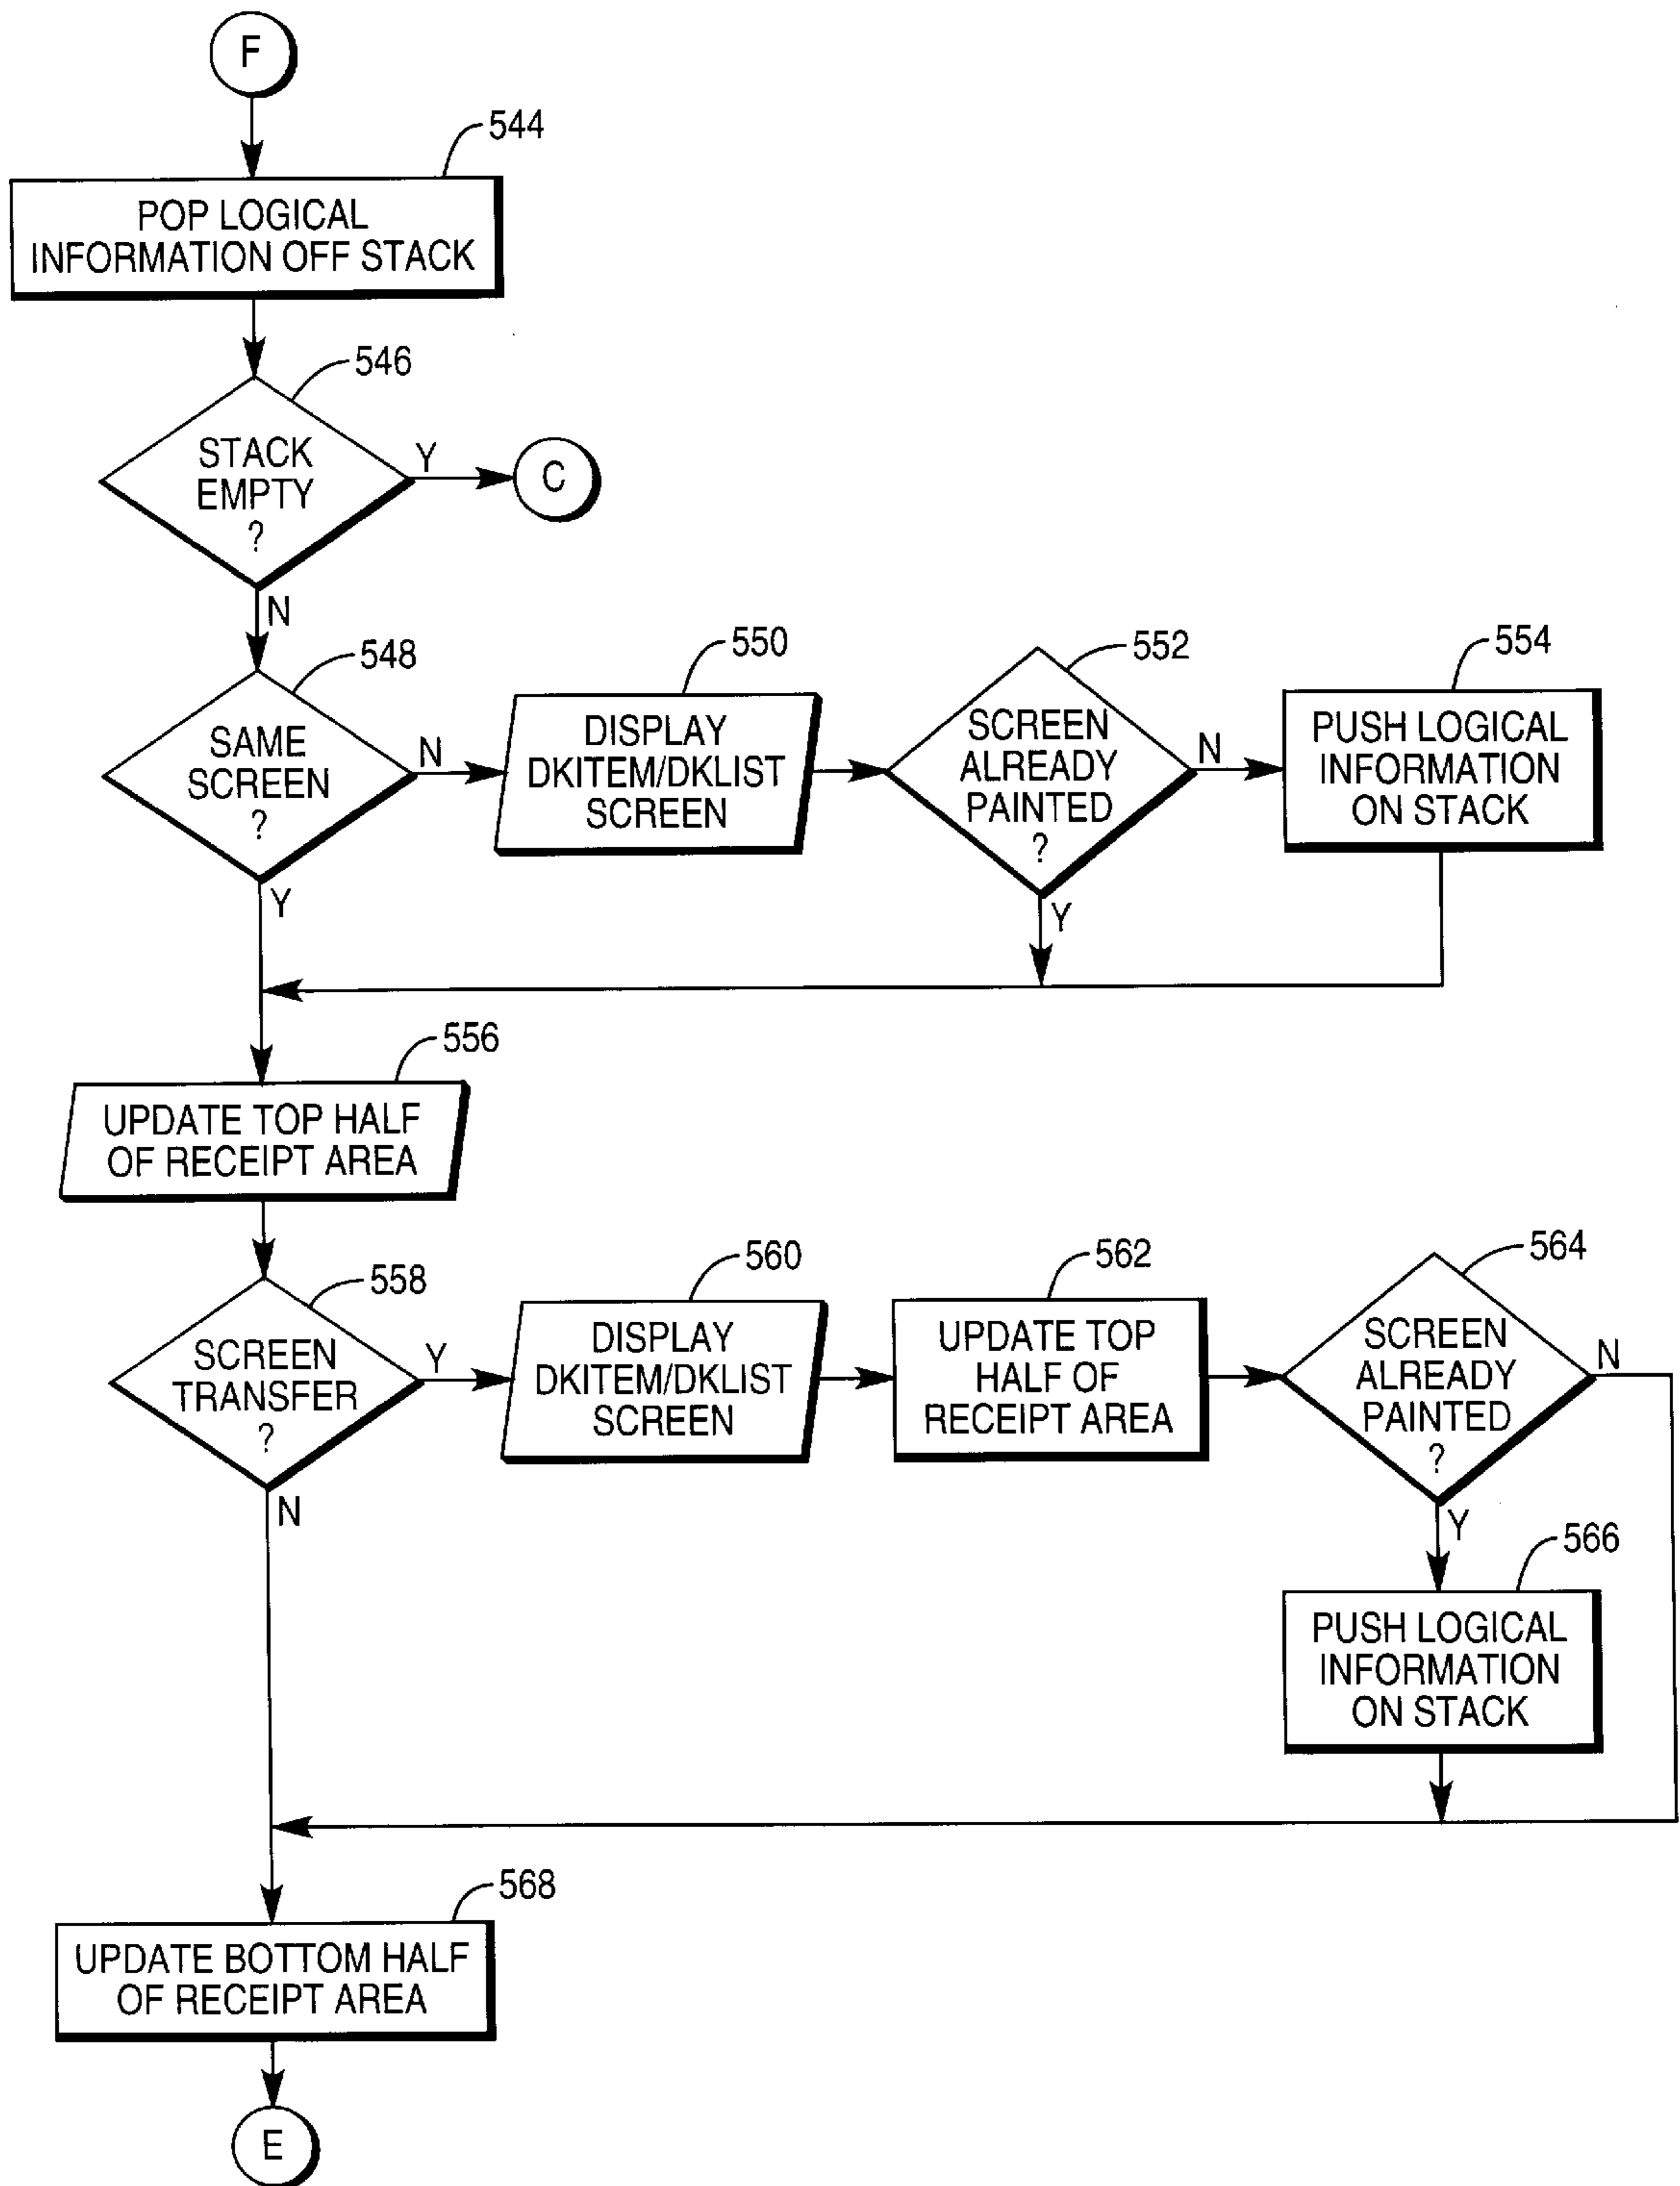 F
544
POP LOGICAL
INFORMATION OFF STACK
546
STACK
EMPTY
?
Y
C
N
548
SAME
SCREEN
?
N
Y
550
DISPLAY
DKITEM/DKLIST
SCREEN
552
SCREEN
ALREADY
PAINTED
?
N
Y
554
PUSH LOGICAL
INFORMATION
ON STACK
556
UPDATE TOP HALF
OF RECEIPT AREA
558
SCREEN
TRANSFER
?
Y
N
560
DISPLAY
DKITEM/DKLIST
SCREEN
562
UPDATE TOP
HALF OF
RECEIPT AREA
564
SCREEN
ALREADY
PAINTED
?
N
Y
566
PUSH LOGICAL
INFORMATION
ON STACK
568
UPDATE BOTTOM HALF
OF RECEIPT AREA
E